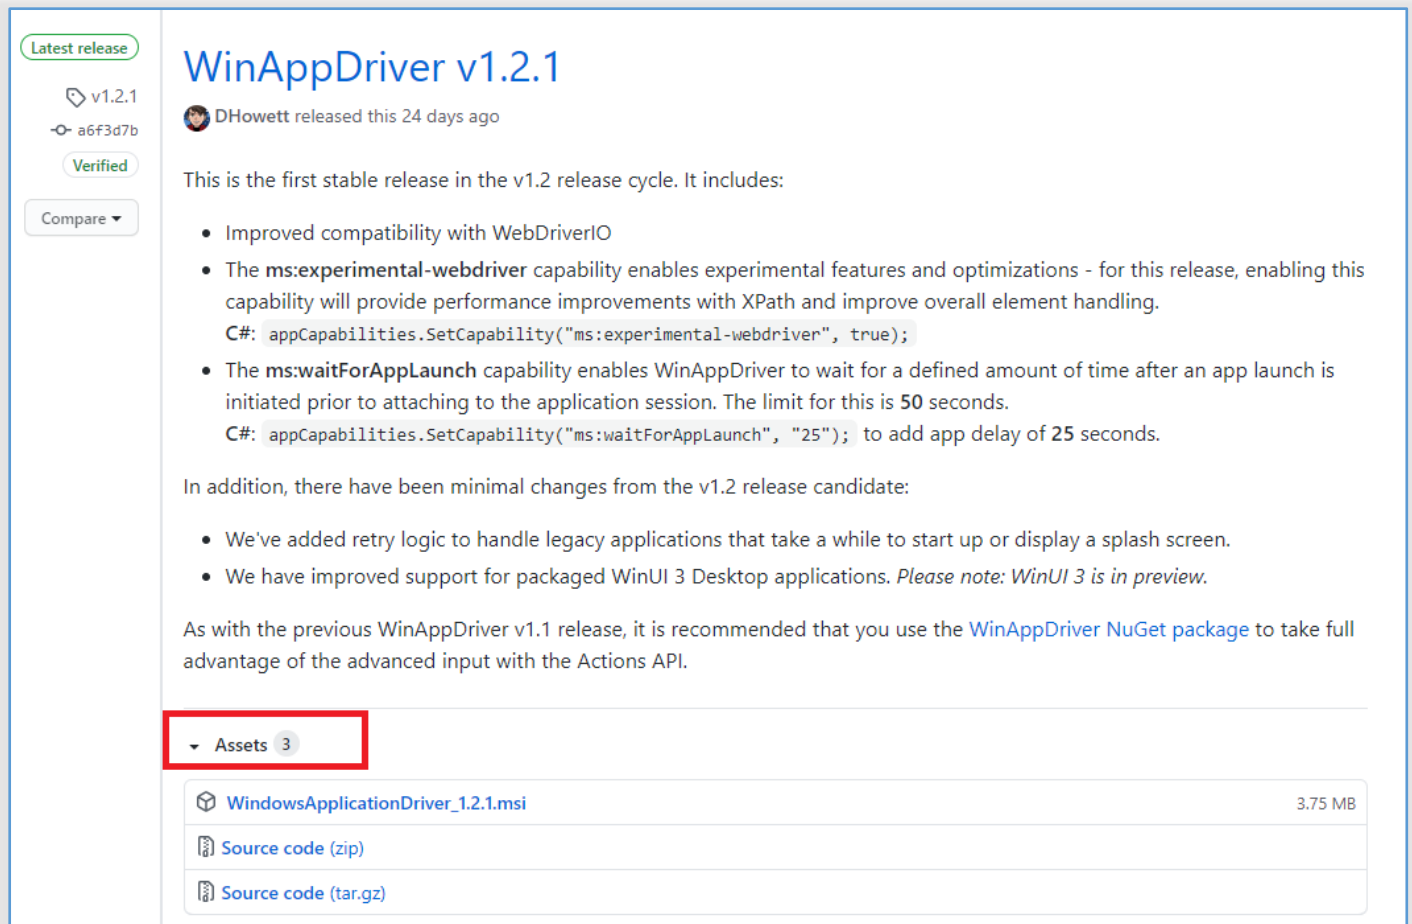 Latest release
v1.2.1
a6f3d7b
Verified
Compare
WinAppDriver v1.2.1
DHowett released this 24 days ago
This is the first stable release in the v1.2 release cycle. It includes:
Improved compatibility with WebDriverIO
The ms:experimental-webdriver capability enables experimental features and optimizations - for this release, enabling this
capability will provide performance improvements with XPath and improve overall element handling.
C#: appCapabilities.SetCapability("ms:experimental-webdriver", true);
The ms:waitForAppLaunch capability enables WinAppDriver to wait for a defined amount of time after an app launch is
initiated prior to attaching to the application session. The limit for this is 50 seconds.
C#: appCapabilities.SetCapability("ms:waitForAppLaunch", "25"); to add app delay of 25 seconds.
In addition, there have been minimal changes from the v1.2 release candidate:
We've added retry logic to handle legacy applications that take a while to start up or display a splash screen.
We have improved support for packaged WinUI 3 Desktop applications. Please note: WinUI 3 is in preview.
As with the previous WinAppDriver v1.1 release, it is recommended that you use the WinAppDriver NuGet package to take full
advantage of the advanced input with the Actions API.
Assets 3
WindowsApplicationDriver_1.2.1.msi 3.75 MB
Source code (zip)
Source code (tar.gz)